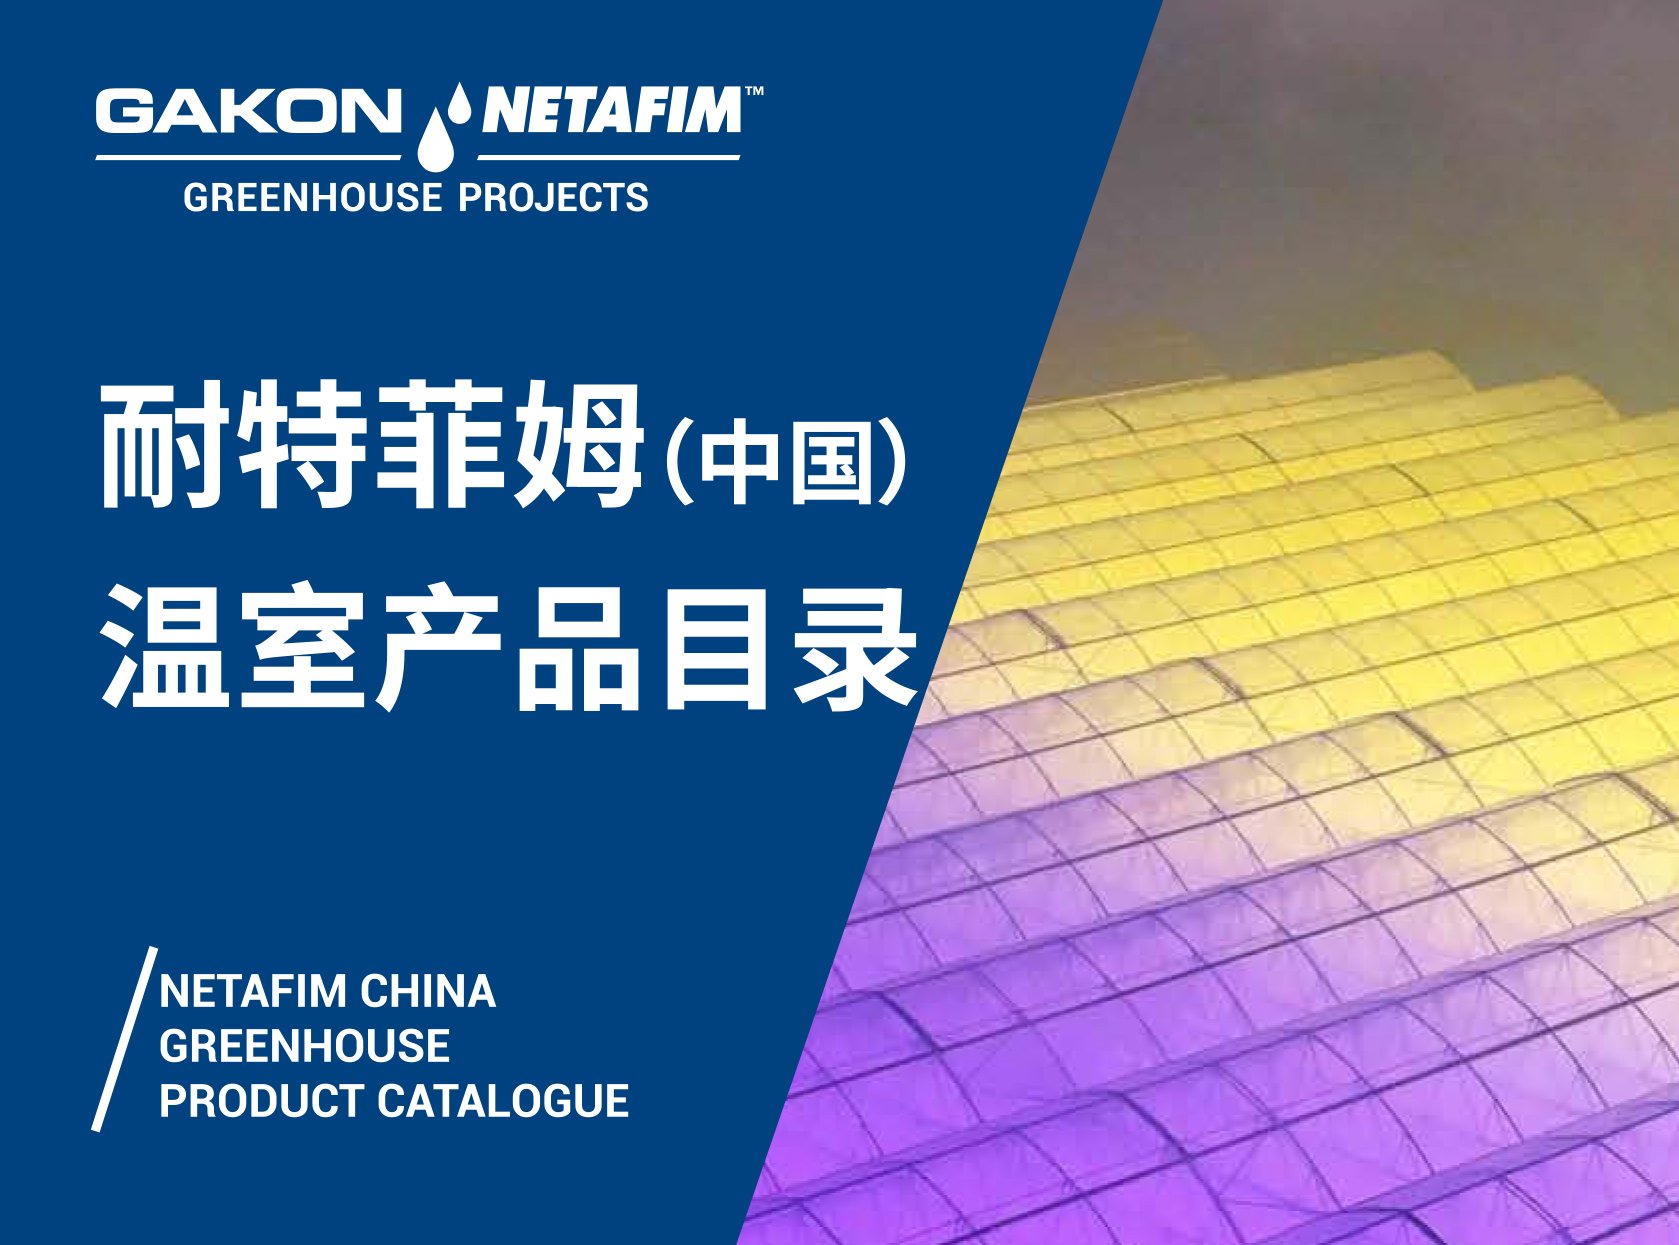 GAKON NETAFIM™
GREENHOUSE PROJECTS
耐特菲姆（中国）
温室产品目录
NETAFIM CHINA
GREENHOUSE
PRODUCT CATALOGUE